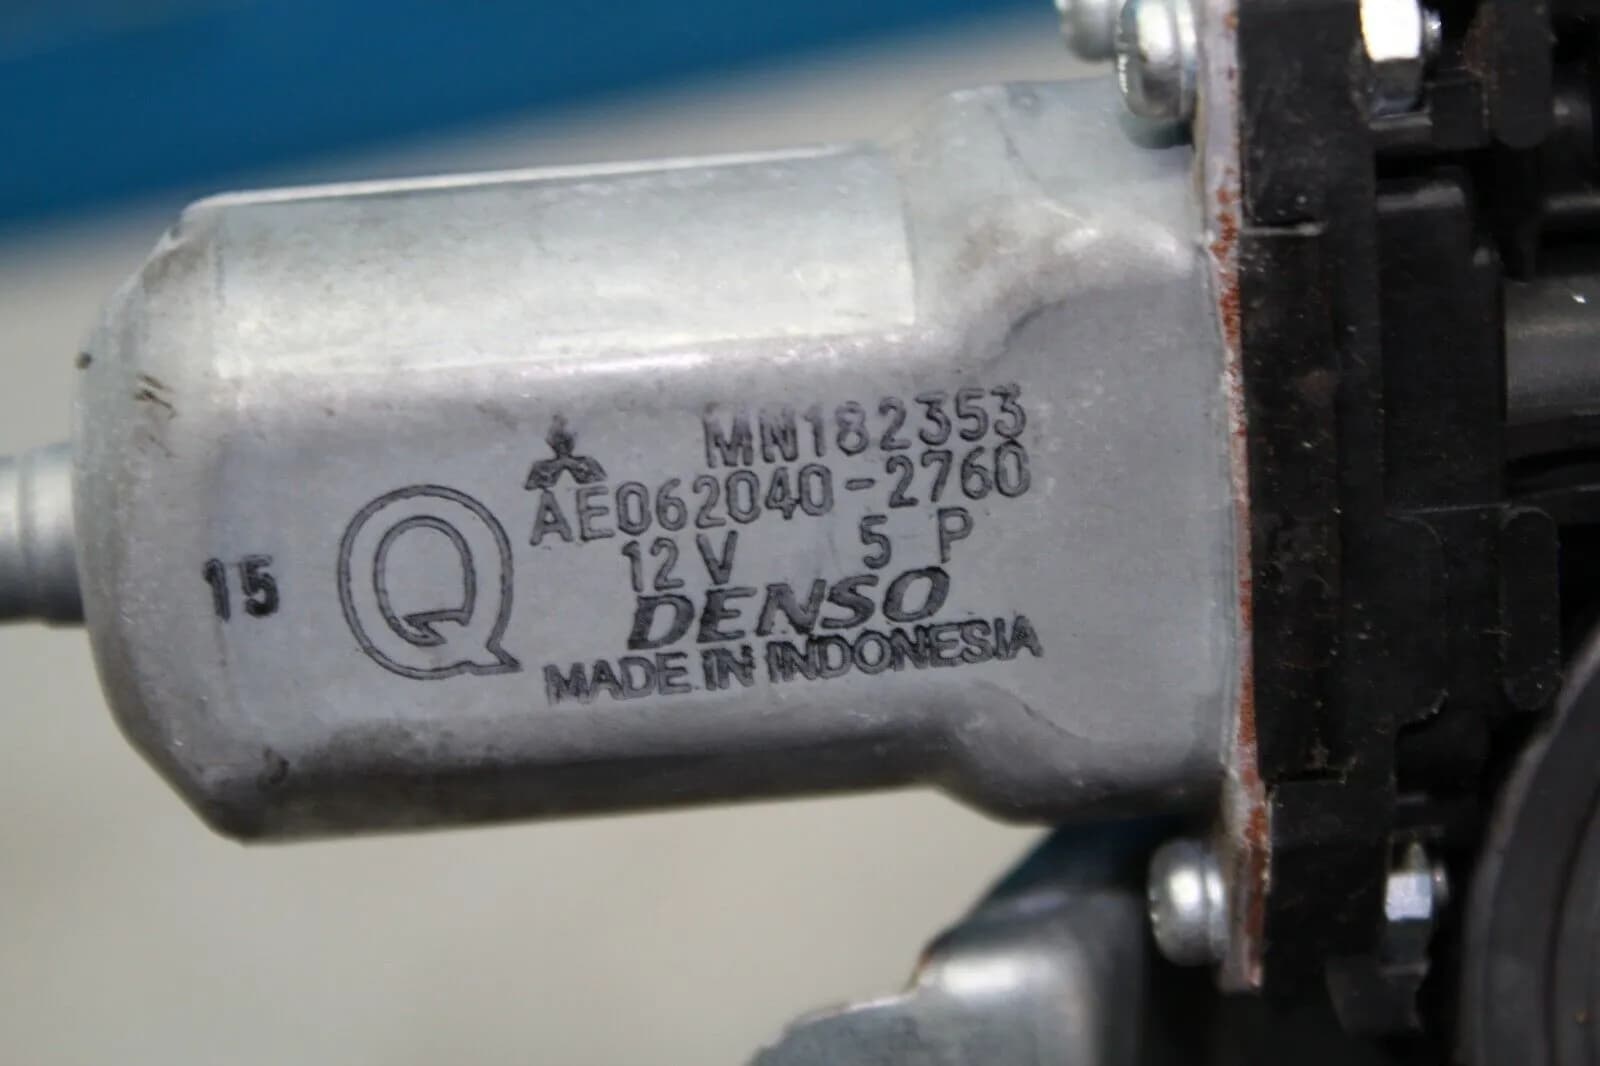 MN182353
AE062040-2760
12V 5 P
DENSO
MADE IN INDONESIA
Q
15